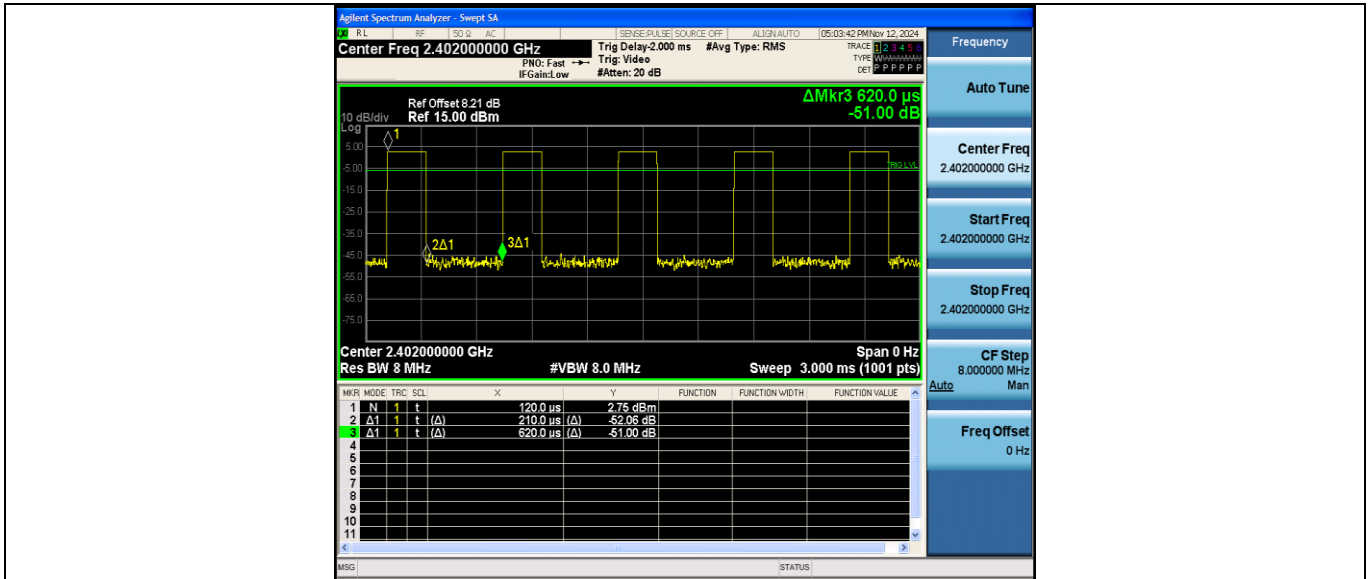 Agilent Spectrum Analyzer - Swept SA
LXI RL RF 50 Ω AC SENSE:PULSE SOURCE OFF ALIGNAUTO 05:03:42 PM Nov 12, 2024
Center Freq 2.402000000 GHz
PNO: Fast
IFGain:Low
Trig Delay-2.000 ms #Avg Type: RMS
Trig: Video
#Atten: 20 dB
TRACE 1 2 3 4 5 6
TYPE
DET P P P P P P
ΔMkr3 620.0 µs
-51.00 dB
Ref Offset 8.21 dB
10 dB/div Ref 15.00 dBm
Log
5.00
-5.00
-15.0
-25.0
-35.0
-45.0
-55.0
-65.0
-75.0
1
TRIG LVL
2Δ1
3Δ1
Center 2.402000000 GHz Span 0 Hz
Res BW 8 MHz #VBW 8.0 MHz Sweep 3.000 ms (1001 pts)
MKR MODE TRC SCL X Y FUNCTION FUNCTION WIDTH FUNCTION VALUE
1 N 1 t 120.0 µs 2.75 dBm
2 Δ1 1 t (Δ) 210.0 µs (Δ) -52.06 dB
3 Δ1 1 t (Δ) 620.0 µs (Δ) -51.00 dB
4
5
6
7
8
9
10
11
MSG STATUS
Frequency
Auto Tune
Center Freq
2.402000000 GHz
Start Freq
2.402000000 GHz
Stop Freq
2.402000000 GHz
CF Step
8.000000 MHz
Auto Man
Freq Offset
0 Hz